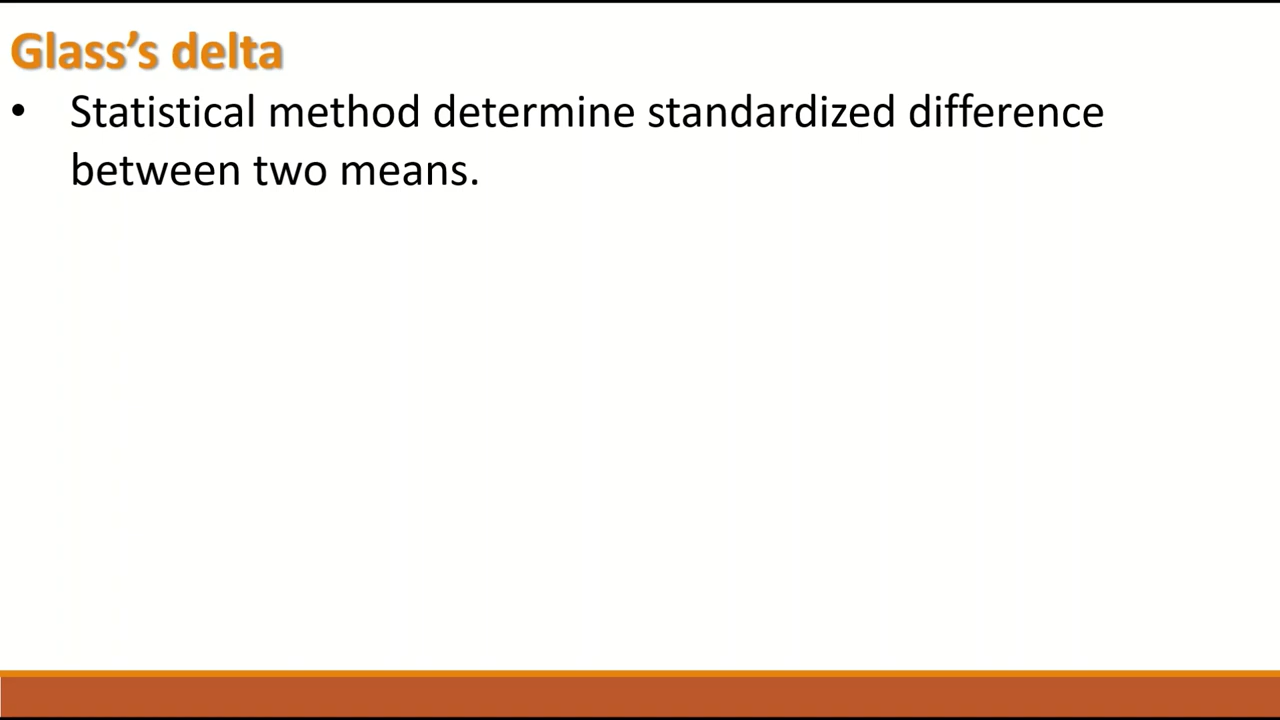 Glass’s delta
• Statistical method determine standardized difference
between two means.